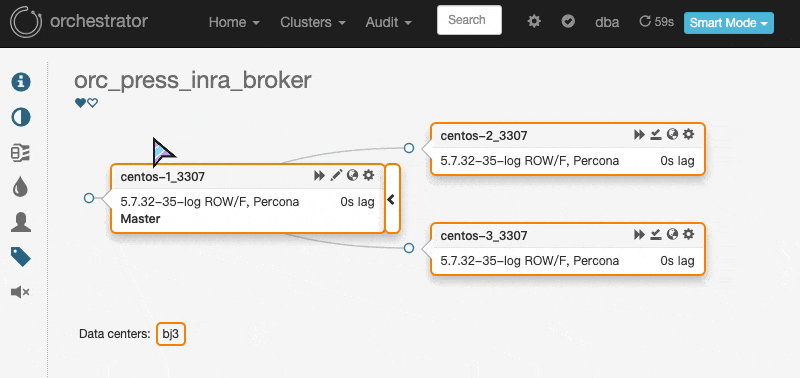 orchestrator Home Clusters Audit Search dba 59s Smart Mode
orc_press_inra_broker
centos-2_3307
5.7.32-35-log ROW/F, Percona 0s lag
centos-1_3307
5.7.32-35-log ROW/F, Percona 0s lag
Master
centos-3_3307
5.7.32-35-log ROW/F, Percona 0s lag
Data centers: bj3